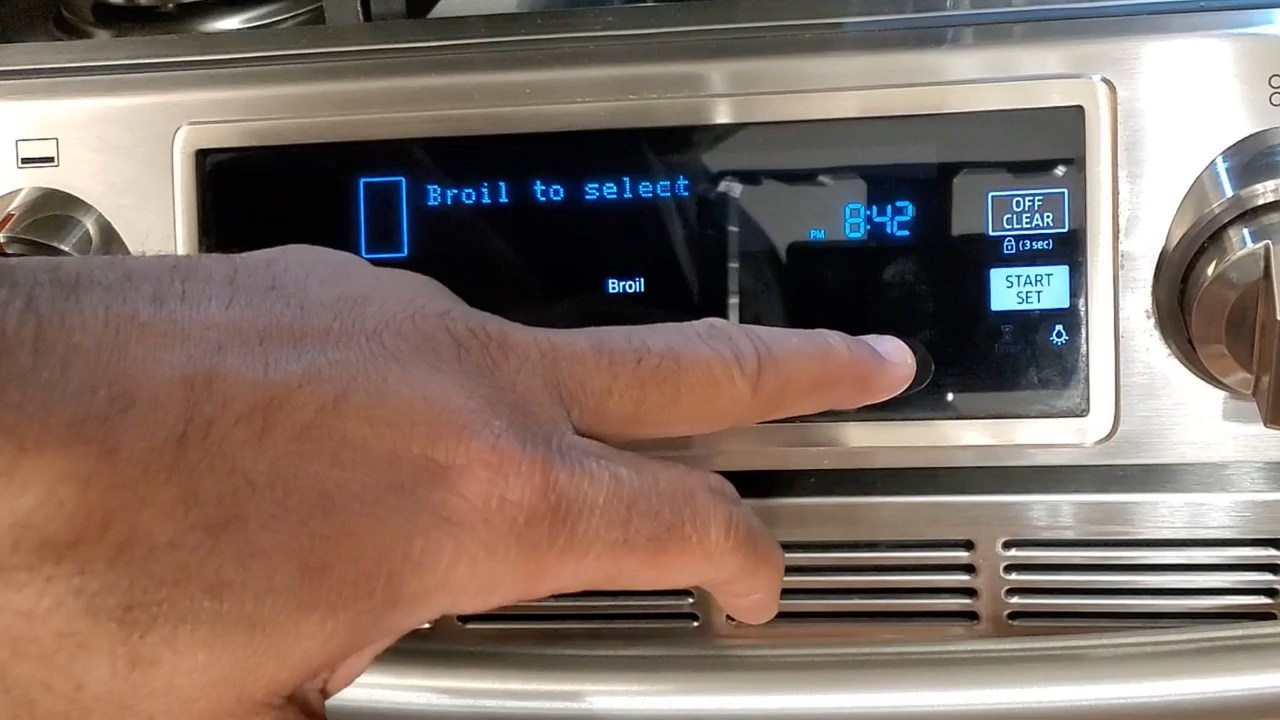 Broil to select
PM 8:42
Broil
OFF
CLEAR
(3 sec)
START
SET
Timer